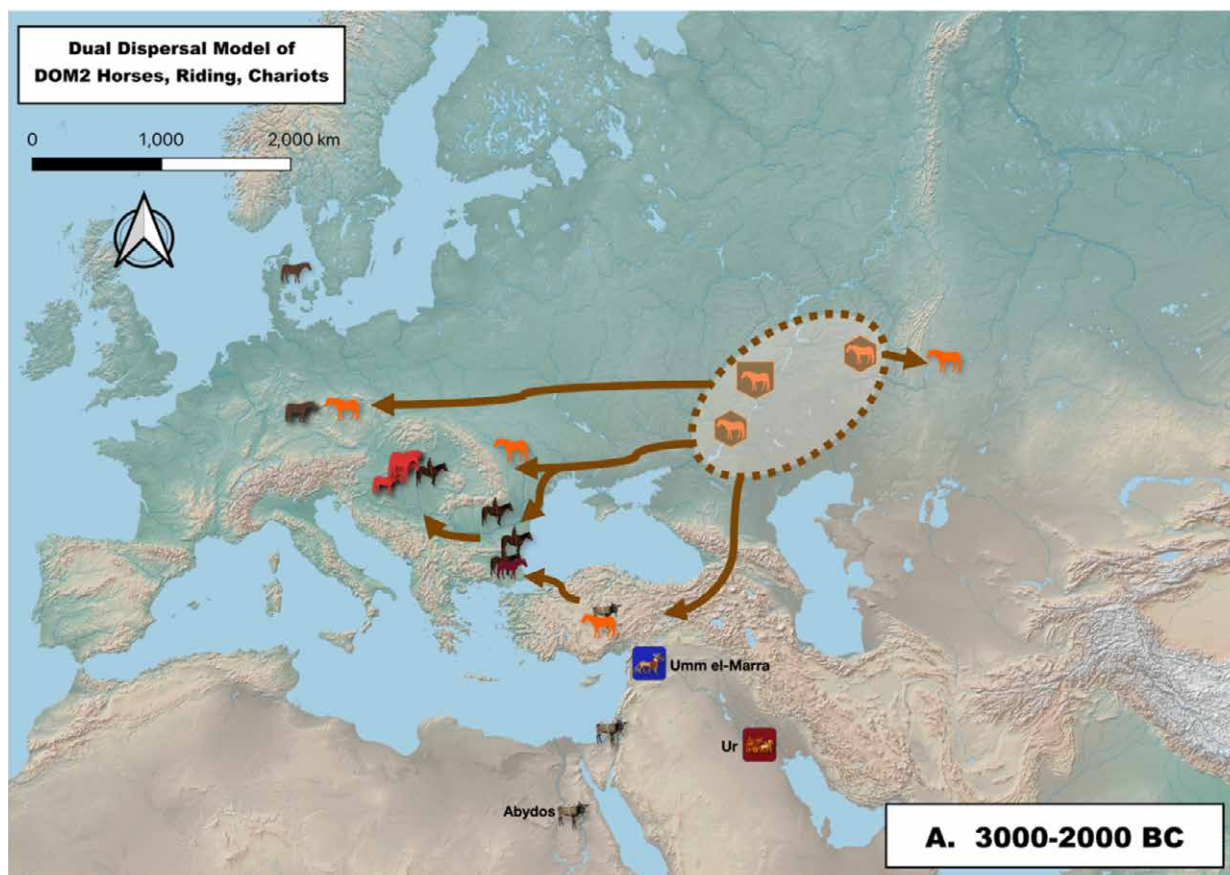 Dual Dispersal Model of
DOM2 Horses, Riding, Chariots
0 1,000 2,000 km
Umm el-Marra
Ur
Abydos
A. 3000-2000 BC